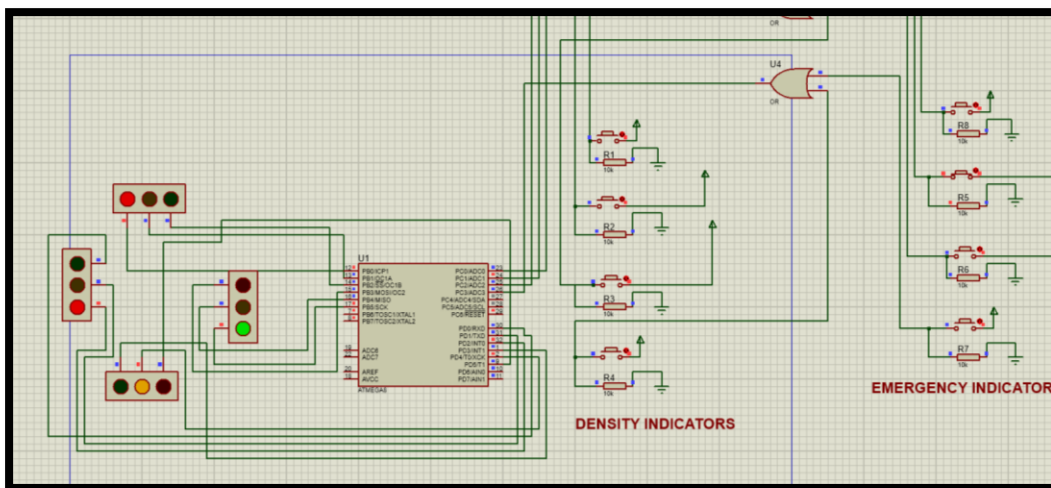 OR
U4
OR
R1
10k
R2
10k
R3
10k
R4
10k
DENSITY INDICATORS
R8
10k
R5
10k
R6
10k
R7
10k
EMERGENCY INDICATOR
U1
PB0/ICP1
PB1/OC1A
PB2/SS/OC1B
PB3/MOSI/OC2
PB4/MISO
PB5/SCK
PB6/TOSC1/XTAL1
PB7/TOSC2/XTAL2
ADC6
ADC7
AREF
AVCC
PC0/ADC0
PC1/ADC1
PC2/ADC2
PC3/ADC3
PC4/ADC4/SDA
PC5/ADC5/SCL
PC6/RESET
PD0/RXD
PD1/TXD
PD2/INT0
PD3/INT1
PD4/T0/XCK
PD5/T1
PD6/AIN0
PD7/AIN1
ATMEGA8